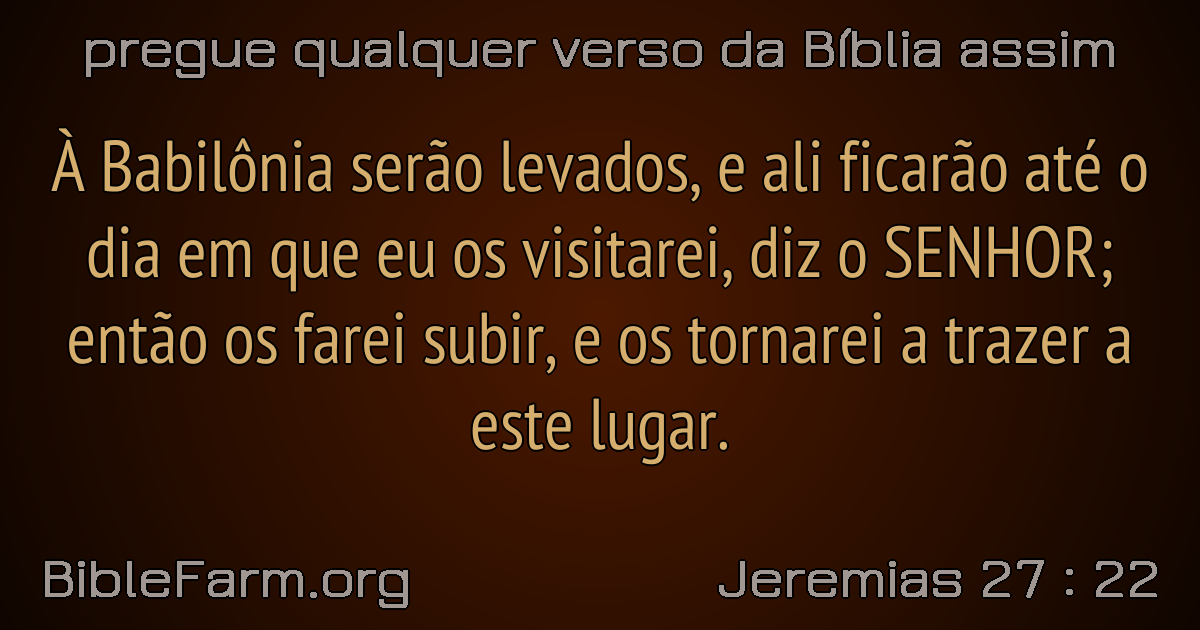 pregue qualquer verso da Bíblia assim
À Babilônia serão levados, e ali ficarão até o
dia em que eu os visitarei, diz o SENHOR;
então os farei subir, e os tornarei a trazer a
este lugar.
BibleFarm.org
Jeremias 27 : 22